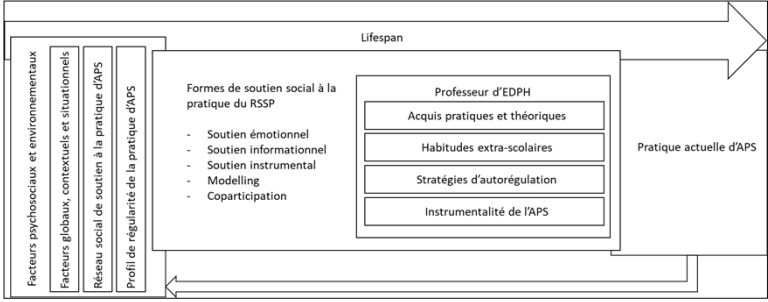 Lifespan
Facteurs psychosociaux et environnementaux
Facteurs globaux, contextuels et situationnels
Réseau social de soutien à la pratique d'APS
Profil de régularité de la pratique d'APS
Formes de soutien social à la
pratique du RSSP
- Soutien émotionnel
- Soutien informationnel
- Soutien instrumental
- Modelling
- Coparticipation
Professeur d'EDPH
Acquis pratiques et théoriques
Habitudes extra-scolaires
Stratégies d'autorégulation
Instrumentalité de l'APS
Pratique actuelle d'APS